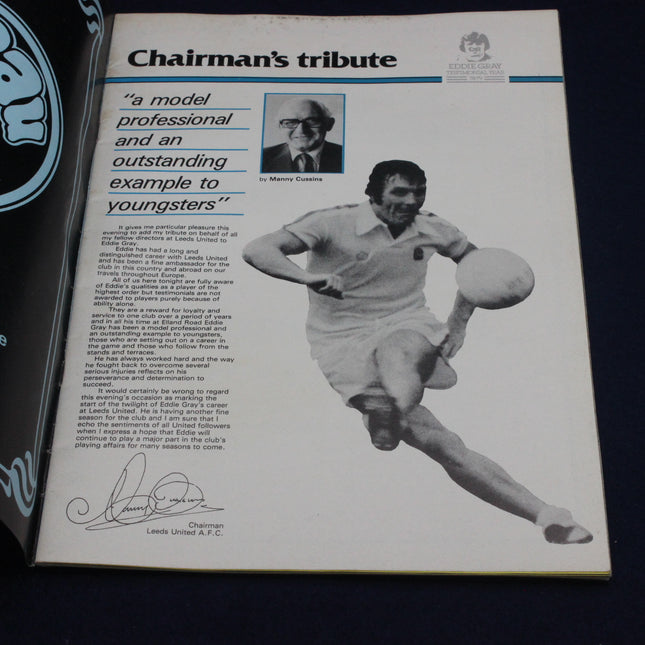 Chairman's tribute
EDDIE GRAY
TESTIMONIAL YEAR
1979
"a model
professional
and an
outstanding
example to
youngsters"
by Manny Cussins
It gives me particular pleasure this
evening to add my tribute on behalf of all
my fellow directors at Leeds United to
Eddie Gray.
Eddie has had a long and
distinguished career with Leeds United
and has been a fine ambassador for the
club in this country and abroad on our
travels throughout Europe.
All of us here tonight are fully aware
of Eddie's qualities as a player of the
highest order but testimonials are not
awarded to players purely because of
ability alone.
They are a reward for loyalty and
service to one club over a period of years
and in all his time at Elland Road Eddie
Gray has been a model professional and
an outstanding example to youngsters,
those who are setting out on a career in
the game and those who follow from the
stands and terraces.
He has always worked hard and the way
he fought back to overcome several
serious injuries reflects on his
perseverance and determination to
succeed.
It would certainly be wrong to regard
this evening's occasion as marking the
start of the twilight of Eddie Gray's career
at Leeds United. He is having another fine
season for the club and I am sure that I
echo the sentiments of all United followers
when I express a hope that Eddie will
continue to play a major part in the club's
playing affairs for many seasons to come.
Manny Cussins
Chairman
Leeds United A.F.C.